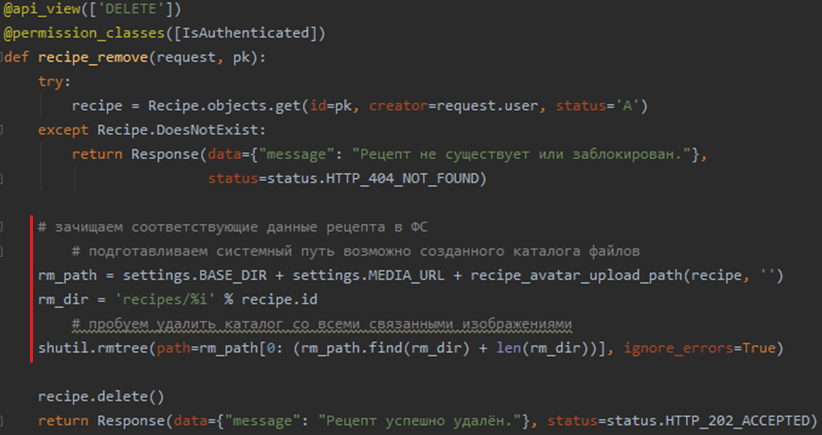 @api_view(['DELETE'])
@permission_classes([IsAuthenticated])
def recipe_remove(request, pk):
    try:
        recipe = Recipe.objects.get(id=pk, creator=request.user, status='A')
    except Recipe.DoesNotExist:
        return Response(data={"message": "Рецепт не существует или заблокирован."},
                        status=status.HTTP_404_NOT_FOUND)

    # зачищаем соответствующие данные рецепта в ФС
        # подготавливаем системный путь возможно созданного каталога файлов
    rm_path = settings.BASE_DIR + settings.MEDIA_URL + recipe_avatar_upload_path(recipe, '')
    rm_dir = 'recipes/%i' % recipe.id
        # пробуем удалить каталог со всеми связанными изображениями
    shutil.rmtree(path=rm_path[0: (rm_path.find(rm_dir) + len(rm_dir))], ignore_errors=True)

    recipe.delete()
    return Response(data={"message": "Рецепт успешно удалён."}, status=status.HTTP_202_ACCEPTED)